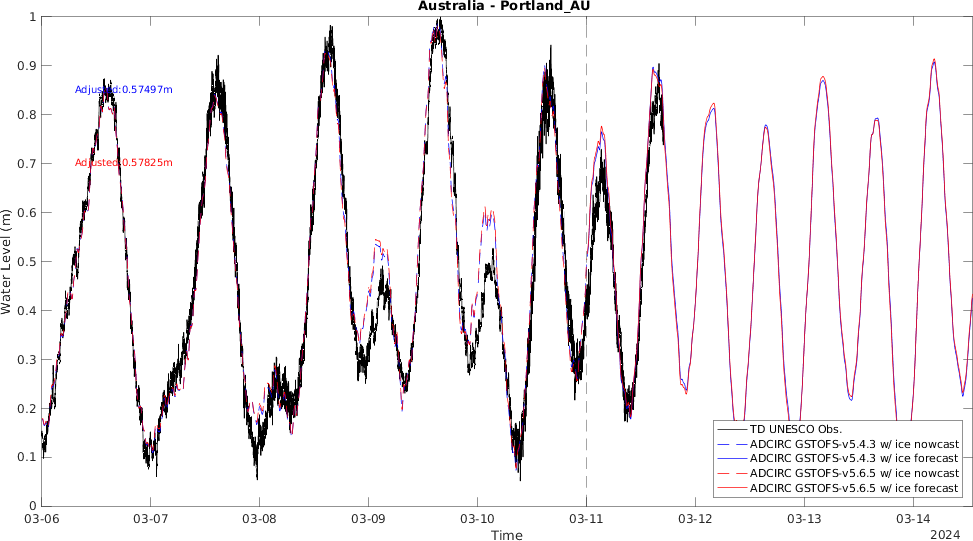 Australia - Portland_AU
1
0.9
0.8
0.7
0.6
0.5
0.4
0.3
0.2
0.1
0
Water Level (m)
Adjusted:0.57497m
Adjusted:0.57825m
TD UNESCO Obs.
ADCIRC GSTOFS-v5.4.3 w/ ice nowcast
ADCIRC GSTOFS-v5.4.3 w/ ice forecast
ADCIRC GSTOFS-v5.6.5 w/ ice nowcast
ADCIRC GSTOFS-v5.6.5 w/ ice forecast
03-06 03-07 03-08 03-09 03-10 03-11 03-12 03-13 03-14
Time
2024